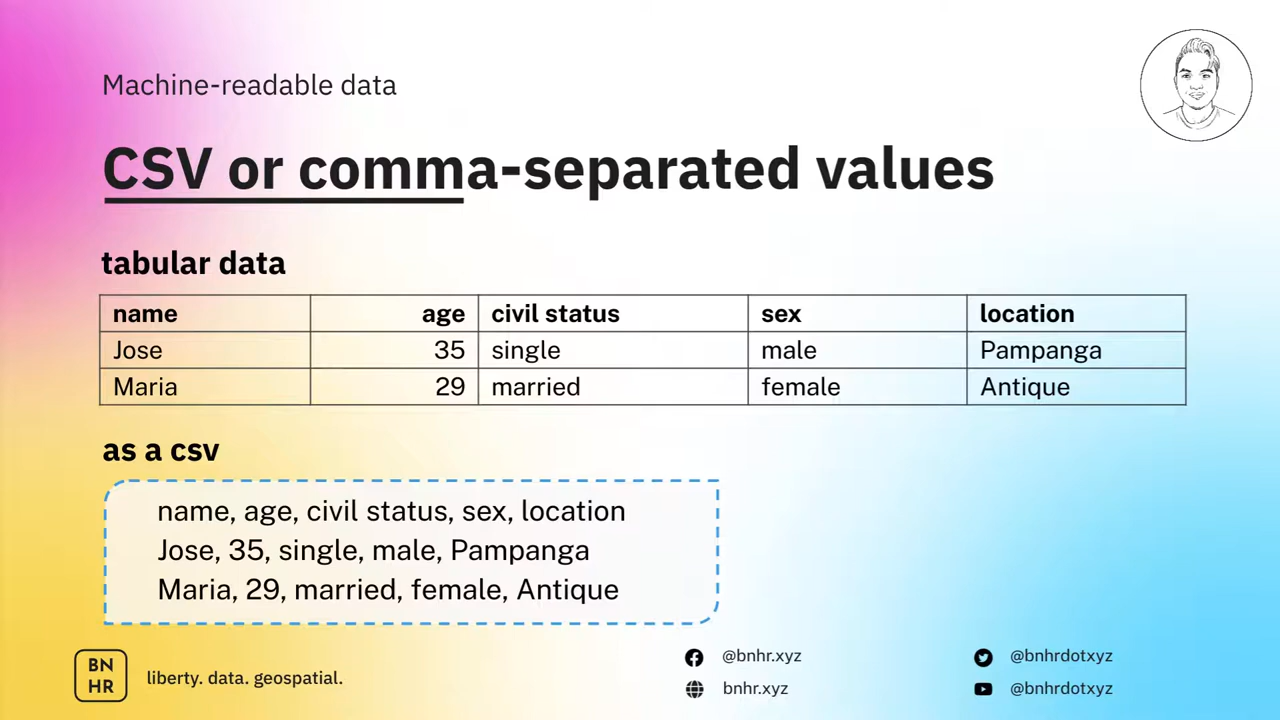 Machine-readable data
CSV or comma-separated values
tabular data
name age civil status sex location
Jose 35 single male Pampanga
Maria 29 married female Antique
as a csv
name, age, civil status, sex, location
Jose, 35, single, male, Pampanga
Maria, 29, married, female, Antique
BN
HR
liberty. data. geospatial.
@bnhr.xyz
bnhr.xyz
@bnhrdotxyz
@bnhrdotxyz